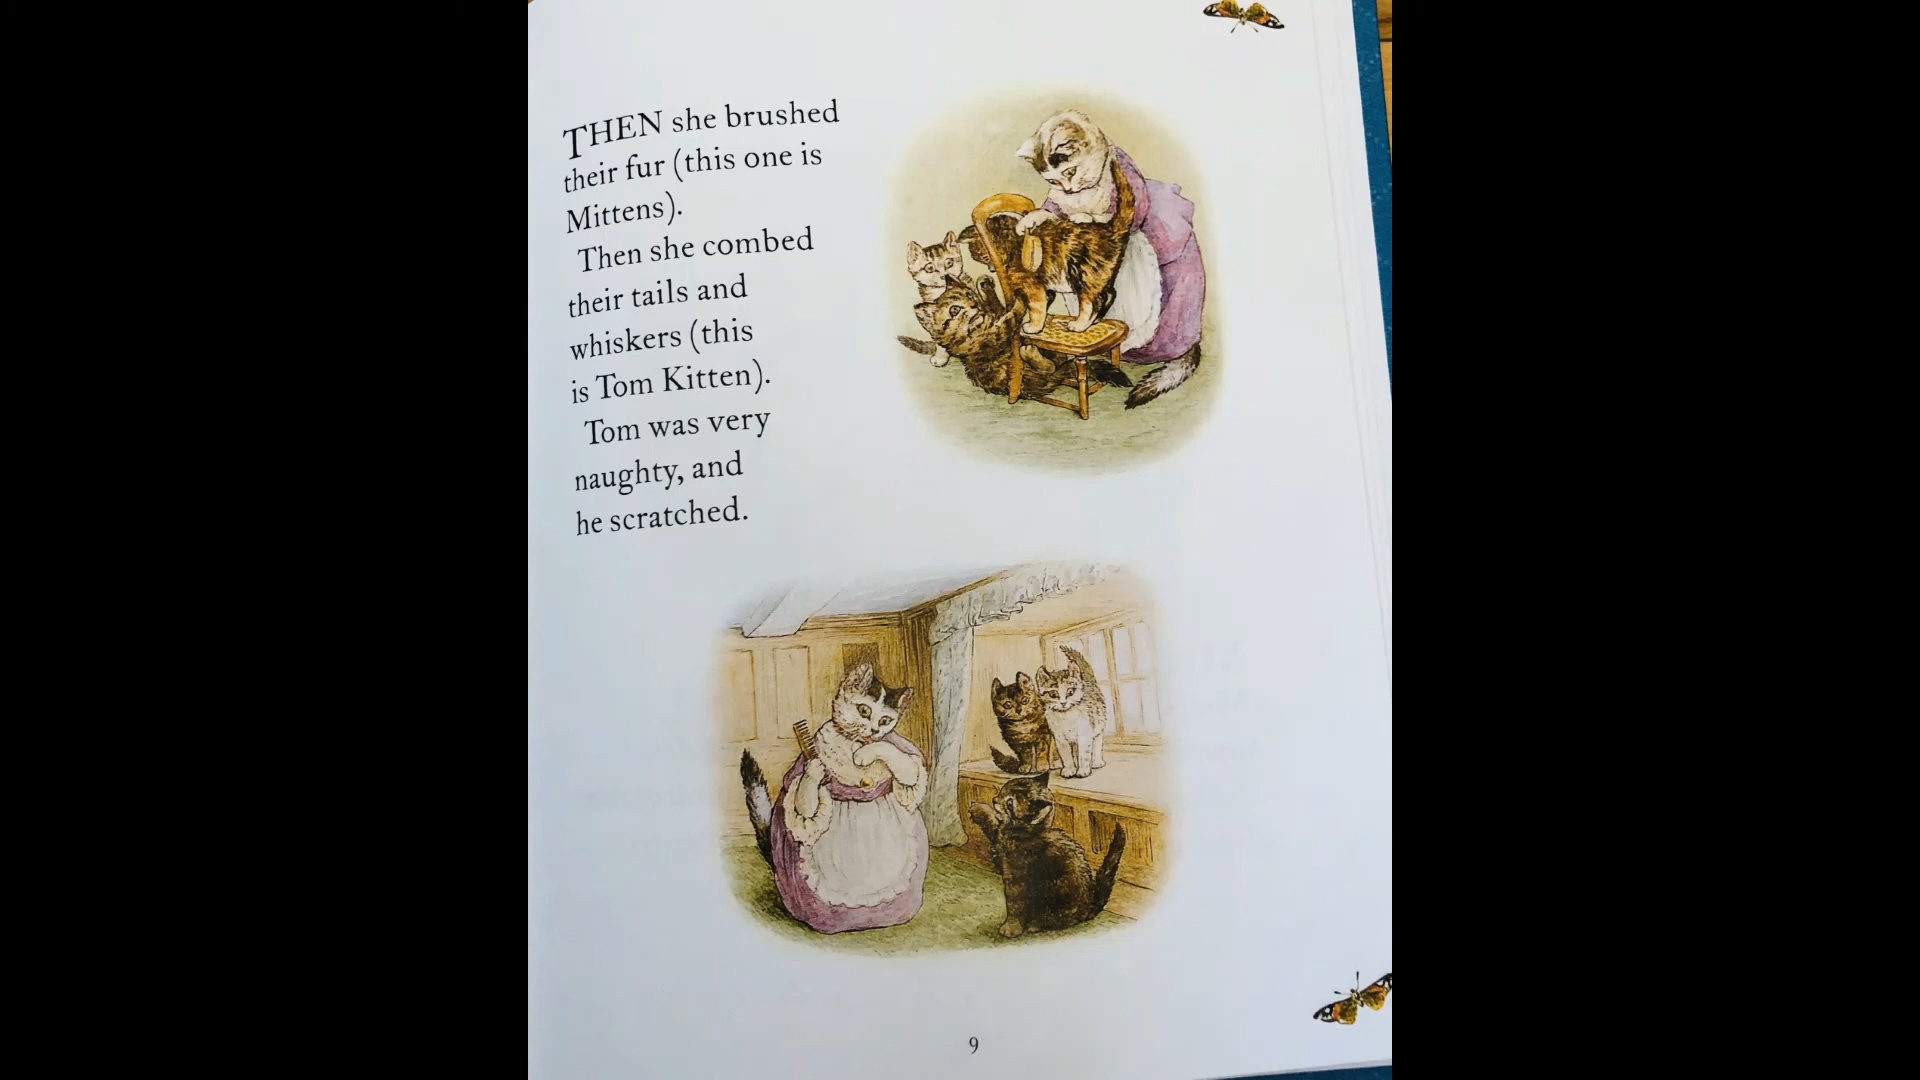 THEN she brushed
their fur (this one is
Mittens).
Then she combed
their tails and
whiskers (this
is Tom Kitten).
Tom was very
naughty, and
he scratched.
9